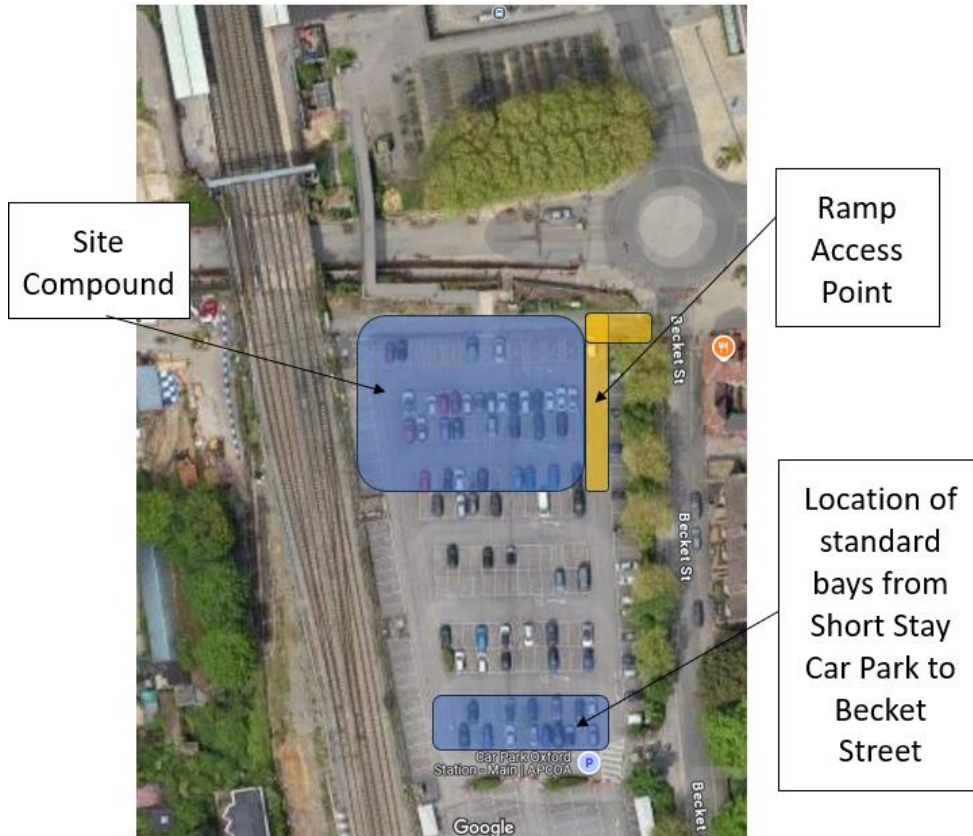 Site
Compound
Ramp
Access
Point
Becket St
Becket St
Location of
standard
bays from
Short Stay
Car Park to
Becket
Street
Car Park Oxford
Station - Main | APCOA
P
Becket
Google